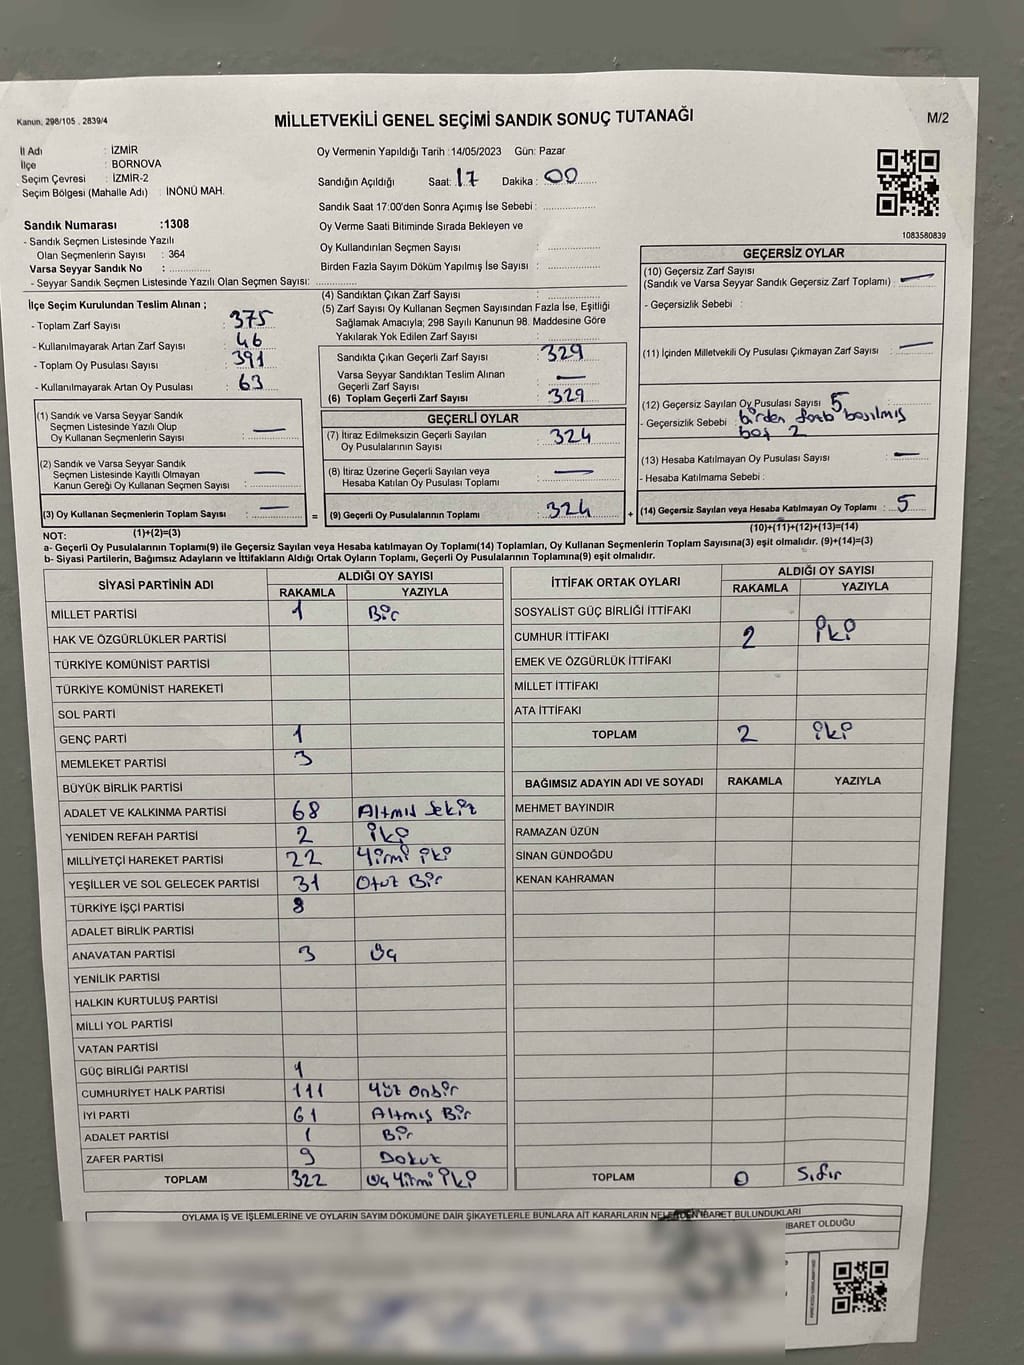 Kanun, 298/105 , 2839/4
MİLLETVEKİLİ GENEL SEÇİMİ SANDIK SONUÇ TUTANAĞI
M/2
İl Adı : İZMİR
İlçe : BORNOVA
Seçim Çevresi : İZMİR-2
Seçim Bölgesi (Mahalle Adı) : İNÖNÜ MAH.
Oy Vermenin Yapıldığı Tarih :14/05/2023 Gün: Pazar
Sandığın Açıldığı Saat: 17 Dakika : 00
Sandık Saat 17:00'den Sonra Açımış İse Sebebi :
Sandık Numarası :1308
- Sandık Seçmen Listesinde Yazılı
Olan Seçmenlerin Sayısı : 364
Varsa Seyyar Sandık No :
- Seyyar Sandık Seçmen Listesinde Yazılı Olan Seçmen Sayısı:
Oy Verme Saati Bitiminde Sırada Bekleyen ve
Oy Kullandırılan Seçmen Sayısı :
Birden Fazla Sayım Döküm Yapılmış İse Sayısı :
1083580839
İlçe Seçim Kurulundan Teslim Alınan ;
- Toplam Zarf Sayısı : 375
- Kullanılmayarak Artan Zarf Sayısı : 46
- Toplam Oy Pusulası Sayısı : 391
- Kullanılmayarak Artan Oy Pusulası : 63
(1) Sandık ve Varsa Seyyar Sandık
Seçmen Listesinde Yazılı Olup
Oy Kullanan Seçmenlerin Sayısı : —
(2) Sandık ve Varsa Seyyar Sandık
Seçmen Listesinde Kayıtlı Olmayan
Kanun Gereği Oy Kullanan Seçmen Sayısı : —
(3) Oy Kullanan Seçmenlerin Toplam Sayısı : —
(1)+(2)=(3)
(4) Sandıktan Çıkan Zarf Sayısı :
(5) Zarf Sayısı Oy Kullanan Seçmen Sayısından Fazla İse, Eşitliği
Sağlamak Amacıyla; 298 Sayılı Kanunun 98. Maddesine Göre
Yakılarak Yok Edilen Zarf Sayısı :
Sandıkta Çıkan Geçerli Zarf Sayısı : 329
Varsa Seyyar Sandıktan Teslim Alınan
Geçerli Zarf Sayısı : —
(6) Toplam Geçerli Zarf Sayısı : 329
GEÇERLİ OYLAR
(7) İtiraz Edilmeksizin Geçerli Sayılan
Oy Pusulalarının Sayısı : 324
(8) İtiraz Üzerine Geçerli Sayılan veya
Hesaba Katılan Oy Pusulası Toplamı : —
= (9) Geçerli Oy Pusulalarının Toplamı : 324 +
GEÇERSİZ OYLAR
(10) Geçersiz Zarf Sayısı
(Sandık ve Varsa Seyyar Sandık Geçersiz Zarf Toplamı) : —
- Geçersizlik Sebebi :
(11) İçinden Milletvekili Oy Pusulası Çıkmayan Zarf Sayısı : —
(12) Geçersiz Sayılan Oy Pusulası Sayısı : 5
- Geçersizlik Sebebi : birden basılmış
boş 2
(13) Hesaba Katılmayan Oy Pusulası Sayısı : —
- Hesaba Katılmama Sebebi :
(14) Geçersiz Sayılan veya Hesaba Katılmayan Oy Toplamı : 5
(10)+(11)+(12)+(13)=(14)
NOT:
a- Geçerli Oy Pusulalarının Toplamı(9) ile Geçersiz Sayılan veya Hesaba katılmayan Oy Toplamı(14) Toplamları, Oy Kullanan Seçmenlerin Toplam Sayısına(3) eşit olmalıdır. (9)+(14)=(3)
b- Siyasi Partilerin, Bağımsız Adayların ve İttifakların Aldığı Ortak Oyların Toplamı, Geçerli Oy Pusulalarının Toplamına(9) eşit olmalıdır.
SİYASİ PARTİNİN ADI ALDIĞI OY SAYISI
RAKAMLA YAZIYLA
MİLLET PARTİSİ 1 Bir
HAK VE ÖZGÜRLÜKLER PARTİSİ
TÜRKİYE KOMÜNİST PARTİSİ
TÜRKİYE KOMÜNİST HAREKETİ
SOL PARTİ
GENÇ PARTİ 1
MEMLEKET PARTİSİ 3
BÜYÜK BİRLİK PARTİSİ
ADALET VE KALKINMA PARTİSİ 68 Altmış Sekiz
YENİDEN REFAH PARTİSİ 2 iki
MİLLİYETÇİ HAREKET PARTİSİ 22 Yirmi iki
YEŞİLLER VE SOL GELECEK PARTİSİ 31 Otuz Bir
TÜRKİYE İŞÇİ PARTİSİ 8
ADALET BİRLİK PARTİSİ
ANAVATAN PARTİSİ 3 Üç
YENİLİK PARTİSİ
HALKIN KURTULUŞ PARTİSİ
MİLLİ YOL PARTİSİ
VATAN PARTİSİ
GÜÇ BİRLİĞİ PARTİSİ 1
CUMHURİYET HALK PARTİSİ 111 Yüz Onbir
İYİ PARTİ 61 Altmış Bir
ADALET PARTİSİ 1 Bir
ZAFER PARTİSİ 9 Dokuz
TOPLAM 322 Üç Yirmi iki
İTTİFAK ORTAK OYLARI ALDIĞI OY SAYISI
RAKAMLA YAZIYLA
SOSYALİST GÜÇ BİRLİĞİ İTTİFAKI
CUMHUR İTTİFAKI 2 iki
EMEK VE ÖZGÜRLÜK İTTİFAKI
MİLLET İTTİFAKI
ATA İTTİFAKI
TOPLAM 2 iki
BAĞIMSIZ ADAYIN ADI VE SOYADI RAKAMLA YAZIYLA
MEHMET BAYINDIR
RAMAZAN ÜZÜN
SİNAN GÜNDOĞDU
KENAN KAHRAMAN
TOPLAM 0 Sıfır
OYLAMA İŞ VE İŞLEMLERİNE VE OYLARIN SAYIM DÖKÜMÜNE DAİR ŞİKAYETLERLE BUNLARA AİT KARARLARIN NELERDEN İBARET BULUNDUKLARI
İBARET OLDUĞU